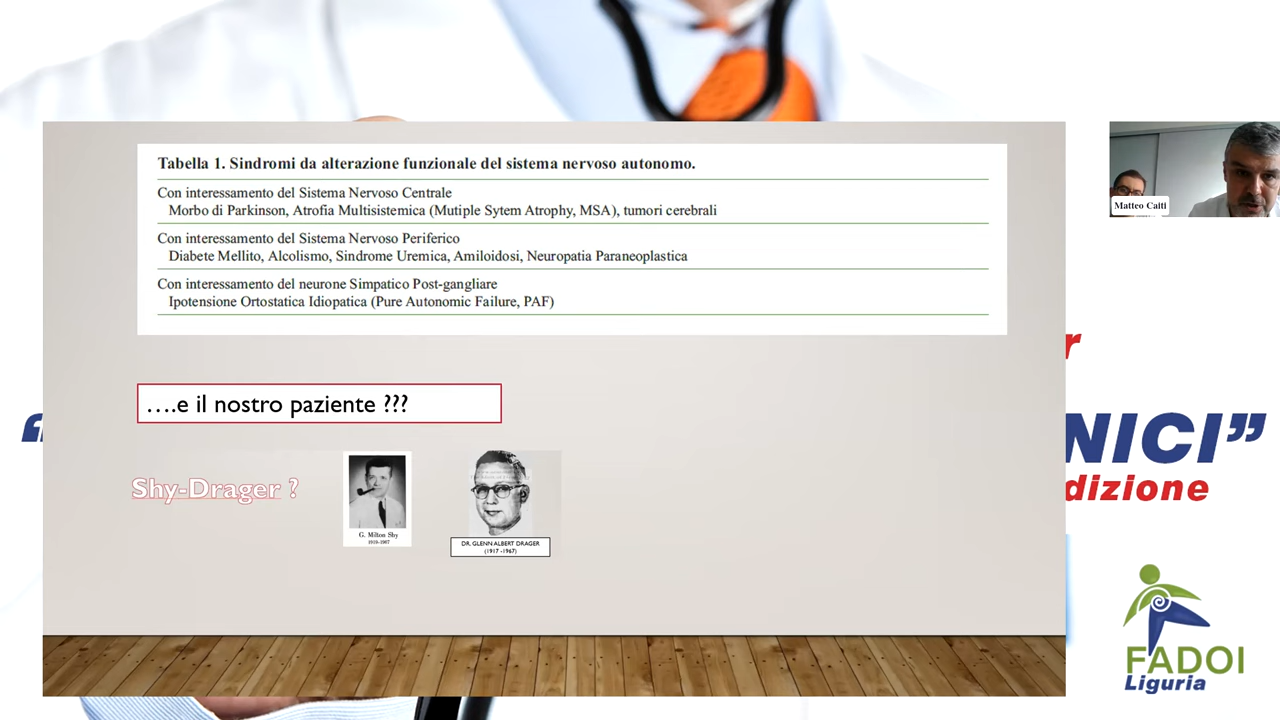 Tabella 1. Sindromi da alterazione funzionale del sistema nervoso autonomo.
Con interessamento del Sistema Nervoso Centrale
Morbo di Parkinson, Atrofia Multisistemica (Mutiple Sytem Atrophy, MSA), tumori cerebrali
Con interessamento del Sistema Nervoso Periferico
Diabete Mellito, Alcolismo, Sindrome Uremica, Amiloidosi, Neuropatia Paraneoplastica
Con interessamento del neurone Simpatico Post-gangliare
Ipotensione Ortostatica Idiopatica (Pure Autonomic Failure, PAF)
….e il nostro paziente ???
Shy-Drager ?
G. Milton Shy
1919-1967
DR. GLENN ALBERT DRAGER
(1917 -1967)
Matteo Caiti
r
“
NICI”
dizione
FADOI
Liguria